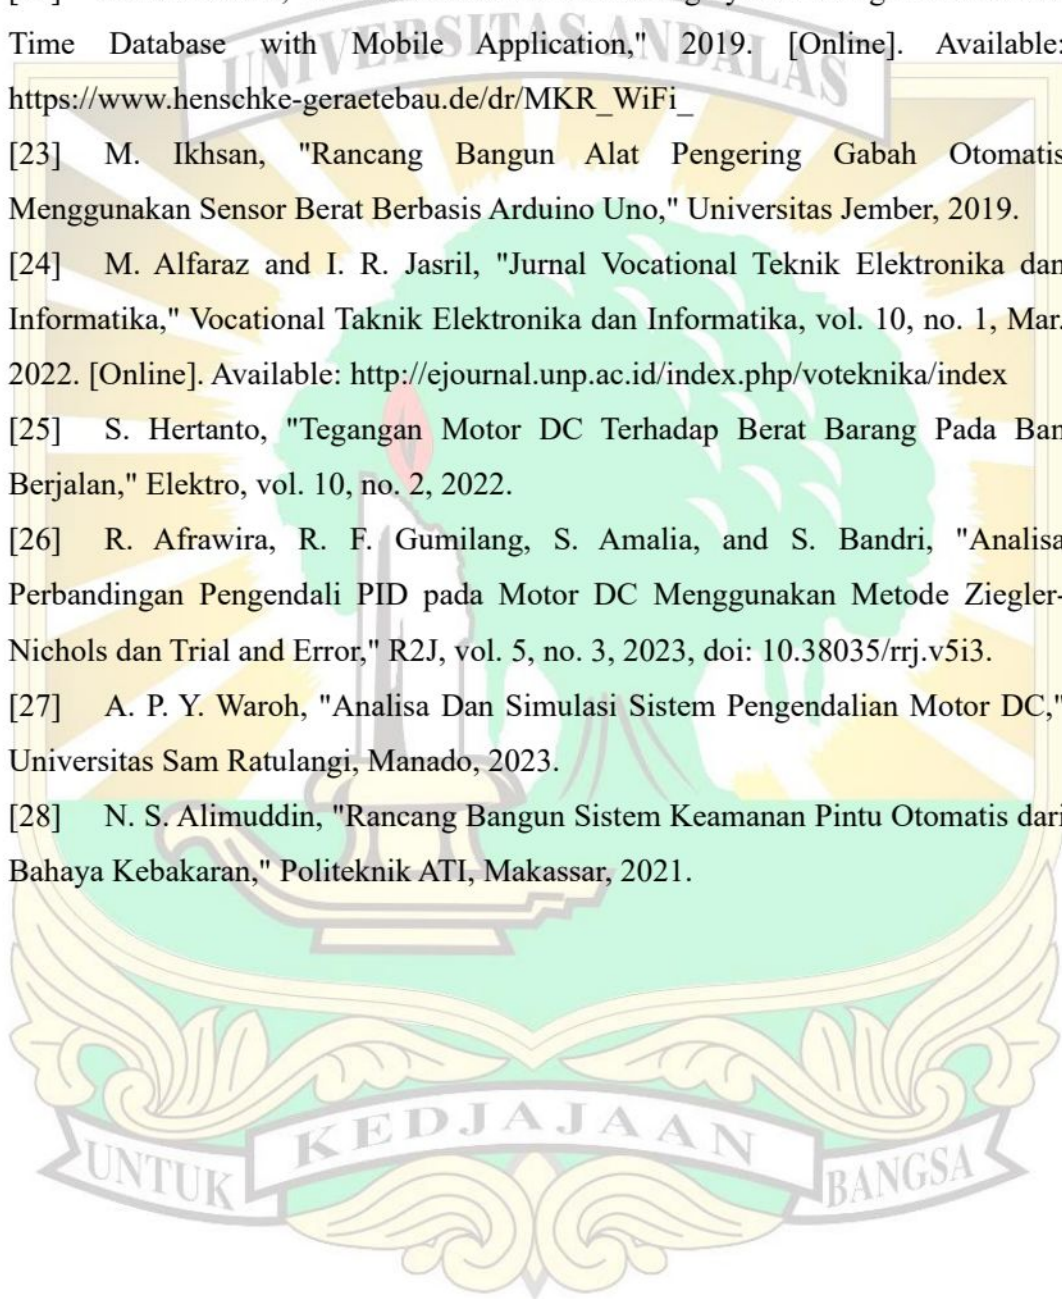 Time Database with Mobile Application," 2019. [Online]. Available:
https://www.henschke-geraetebau.de/dr/MKR_WiFi_
[23] M. Ikhsan, "Rancang Bangun Alat Pengering Gabah Otomatis
Menggunakan Sensor Berat Berbasis Arduino Uno," Universitas Jember, 2019.
[24] M. Alfaraz and I. R. Jasril, "Jurnal Vocational Teknik Elektronika dan
Informatika," Vocational Taknik Elektronika dan Informatika, vol. 10, no. 1, Mar.
2022. [Online]. Available: http://ejournal.unp.ac.id/index.php/voteknika/index
[25] S. Hertanto, "Tegangan Motor DC Terhadap Berat Barang Pada Ban
Berjalan," Elektro, vol. 10, no. 2, 2022.
[26] R. Afrawira, R. F. Gumilang, S. Amalia, and S. Bandri, "Analisa
Perbandingan Pengendali PID pada Motor DC Menggunakan Metode Ziegler-
Nichols dan Trial and Error," R2J, vol. 5, no. 3, 2023, doi: 10.38035/rrj.v5i3.
[27] A. P. Y. Waroh, "Analisa Dan Simulasi Sistem Pengendalian Motor DC,"
Universitas Sam Ratulangi, Manado, 2023.
[28] N. S. Alimuddin, "Rancang Bangun Sistem Keamanan Pintu Otomatis dari
Bahaya Kebakaran," Politeknik ATI, Makassar, 2021.
UNIVERSITAS ANDALAS
UNTUK KEDJAJAAN BANGSA